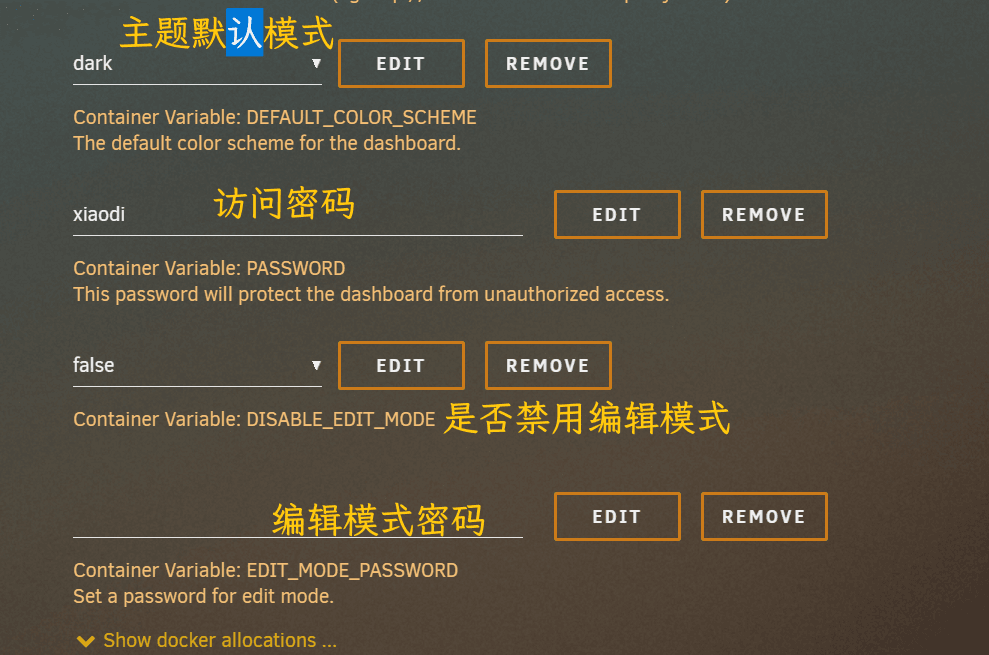 主题默认模式
dark EDIT REMOVE
Container Variable: DEFAULT_COLOR_SCHEME
The default color scheme for the dashboard.
xiaodi 访问密码 EDIT REMOVE
Container Variable: PASSWORD
This password will protect the dashboard from unauthorized access.
false EDIT REMOVE
Container Variable: DISABLE_EDIT_MODE 是否禁用编辑模式
编辑模式密码 EDIT REMOVE
Container Variable: EDIT_MODE_PASSWORD
Set a password for edit mode.
Show docker allocations ...